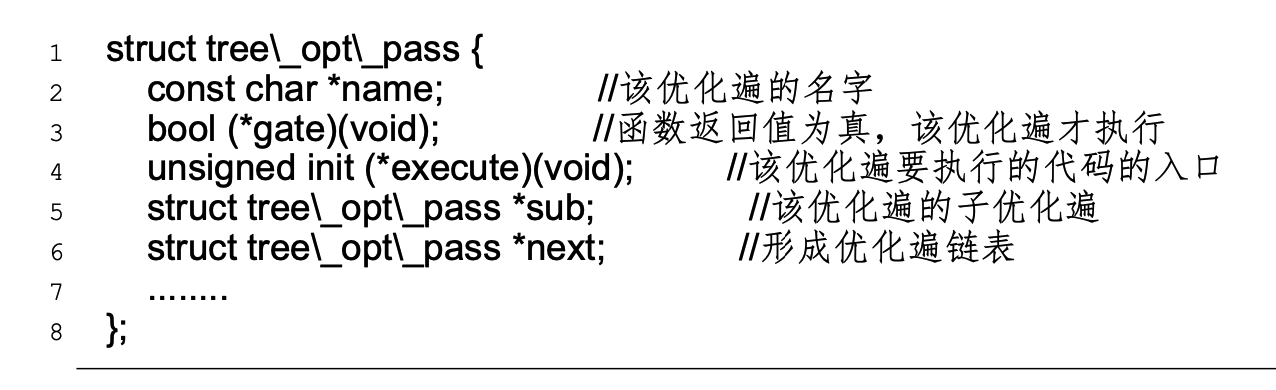 1 struct tree\_opt\_pass {
2 const char *name; //该优化遍的名字
3 bool (*gate)(void); //函数返回值为真，该优化遍才执行
4 unsigned init (*execute)(void); //该优化遍要执行的代码的入口
5 struct tree\_opt\_pass *sub; //该优化遍的子优化遍
6 struct tree\_opt\_pass *next; //形成优化遍链表
7 ........
8 };